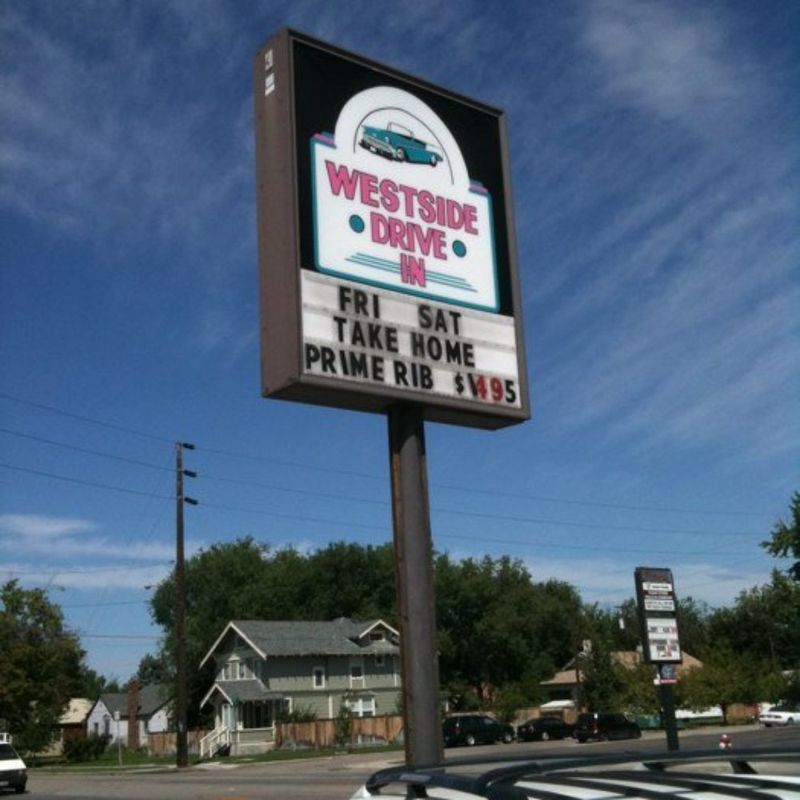 WESTSIDE
DRIVE
IN
FRI SAT
TAKE HOME
PRIME RIB $1495